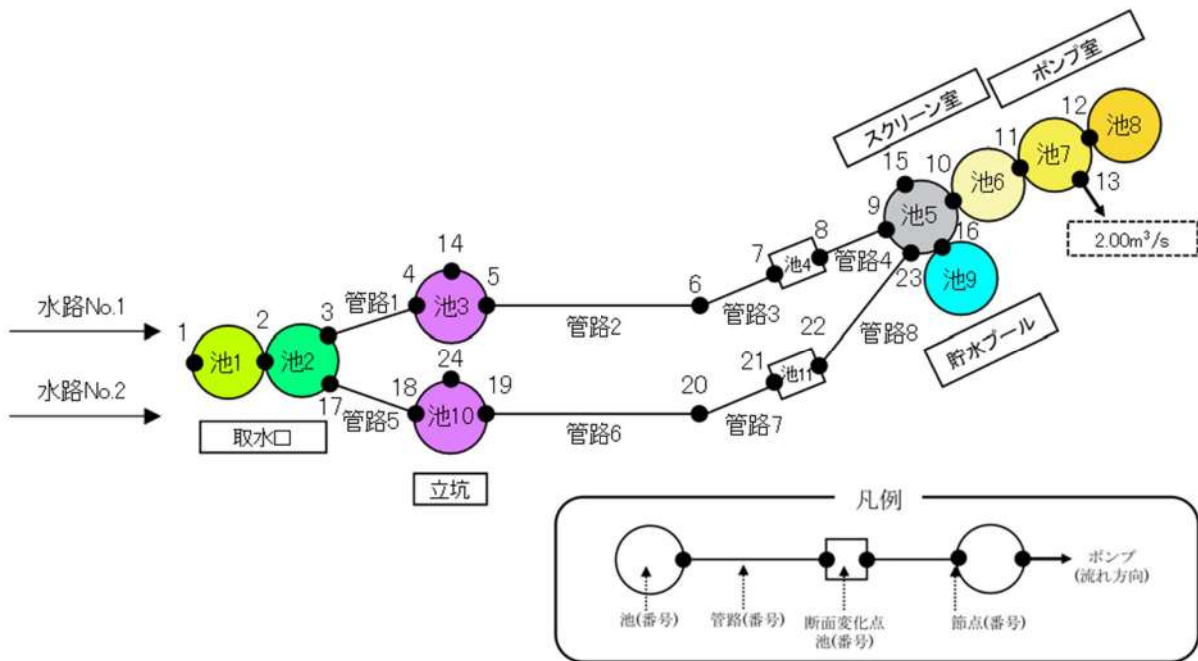 ポンプ室
スクリーン室
12
池8
11
池7
15
10
池6
13
9
池5
2.00m³/s
8
7
池4
管路4
16
14
23
池9
4
池3
5
6
管路3
管路1
管路2
水路No.1
3
1
2
池1
池2
22
管路8
貯水プール
24
21
池11
水路No.2
17
18
池10
19
20
管路5
管路6
管路7
取水口
立坑
凡例
ポンプ
(流れ方向)
池(番号)
管路(番号)
断面変化点
池(番号)
節点(番号)